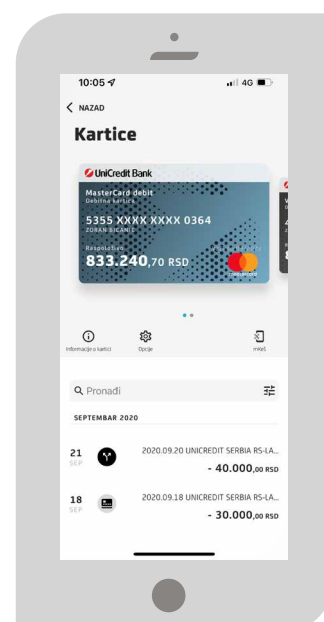 10:05
4G
NAZAD
Kartice
UniCredit Bank
MasterCard debit
Debitna kartica
5355 XXXX XXXX 0364
ZORAN BICANIC
Raspoloživo
833.240,70 RSD
Informacije o kartici
Opcije
mKeš
Pronađi
SEPTEMBAR 2020
21
SEP
2020.09.20 UNICREDIT SERBIA RS-LA...
- 40.000,00 RSD
18
SEP
2020.09.18 UNICREDIT SERBIA RS-LA...
- 30.000,00 RSD